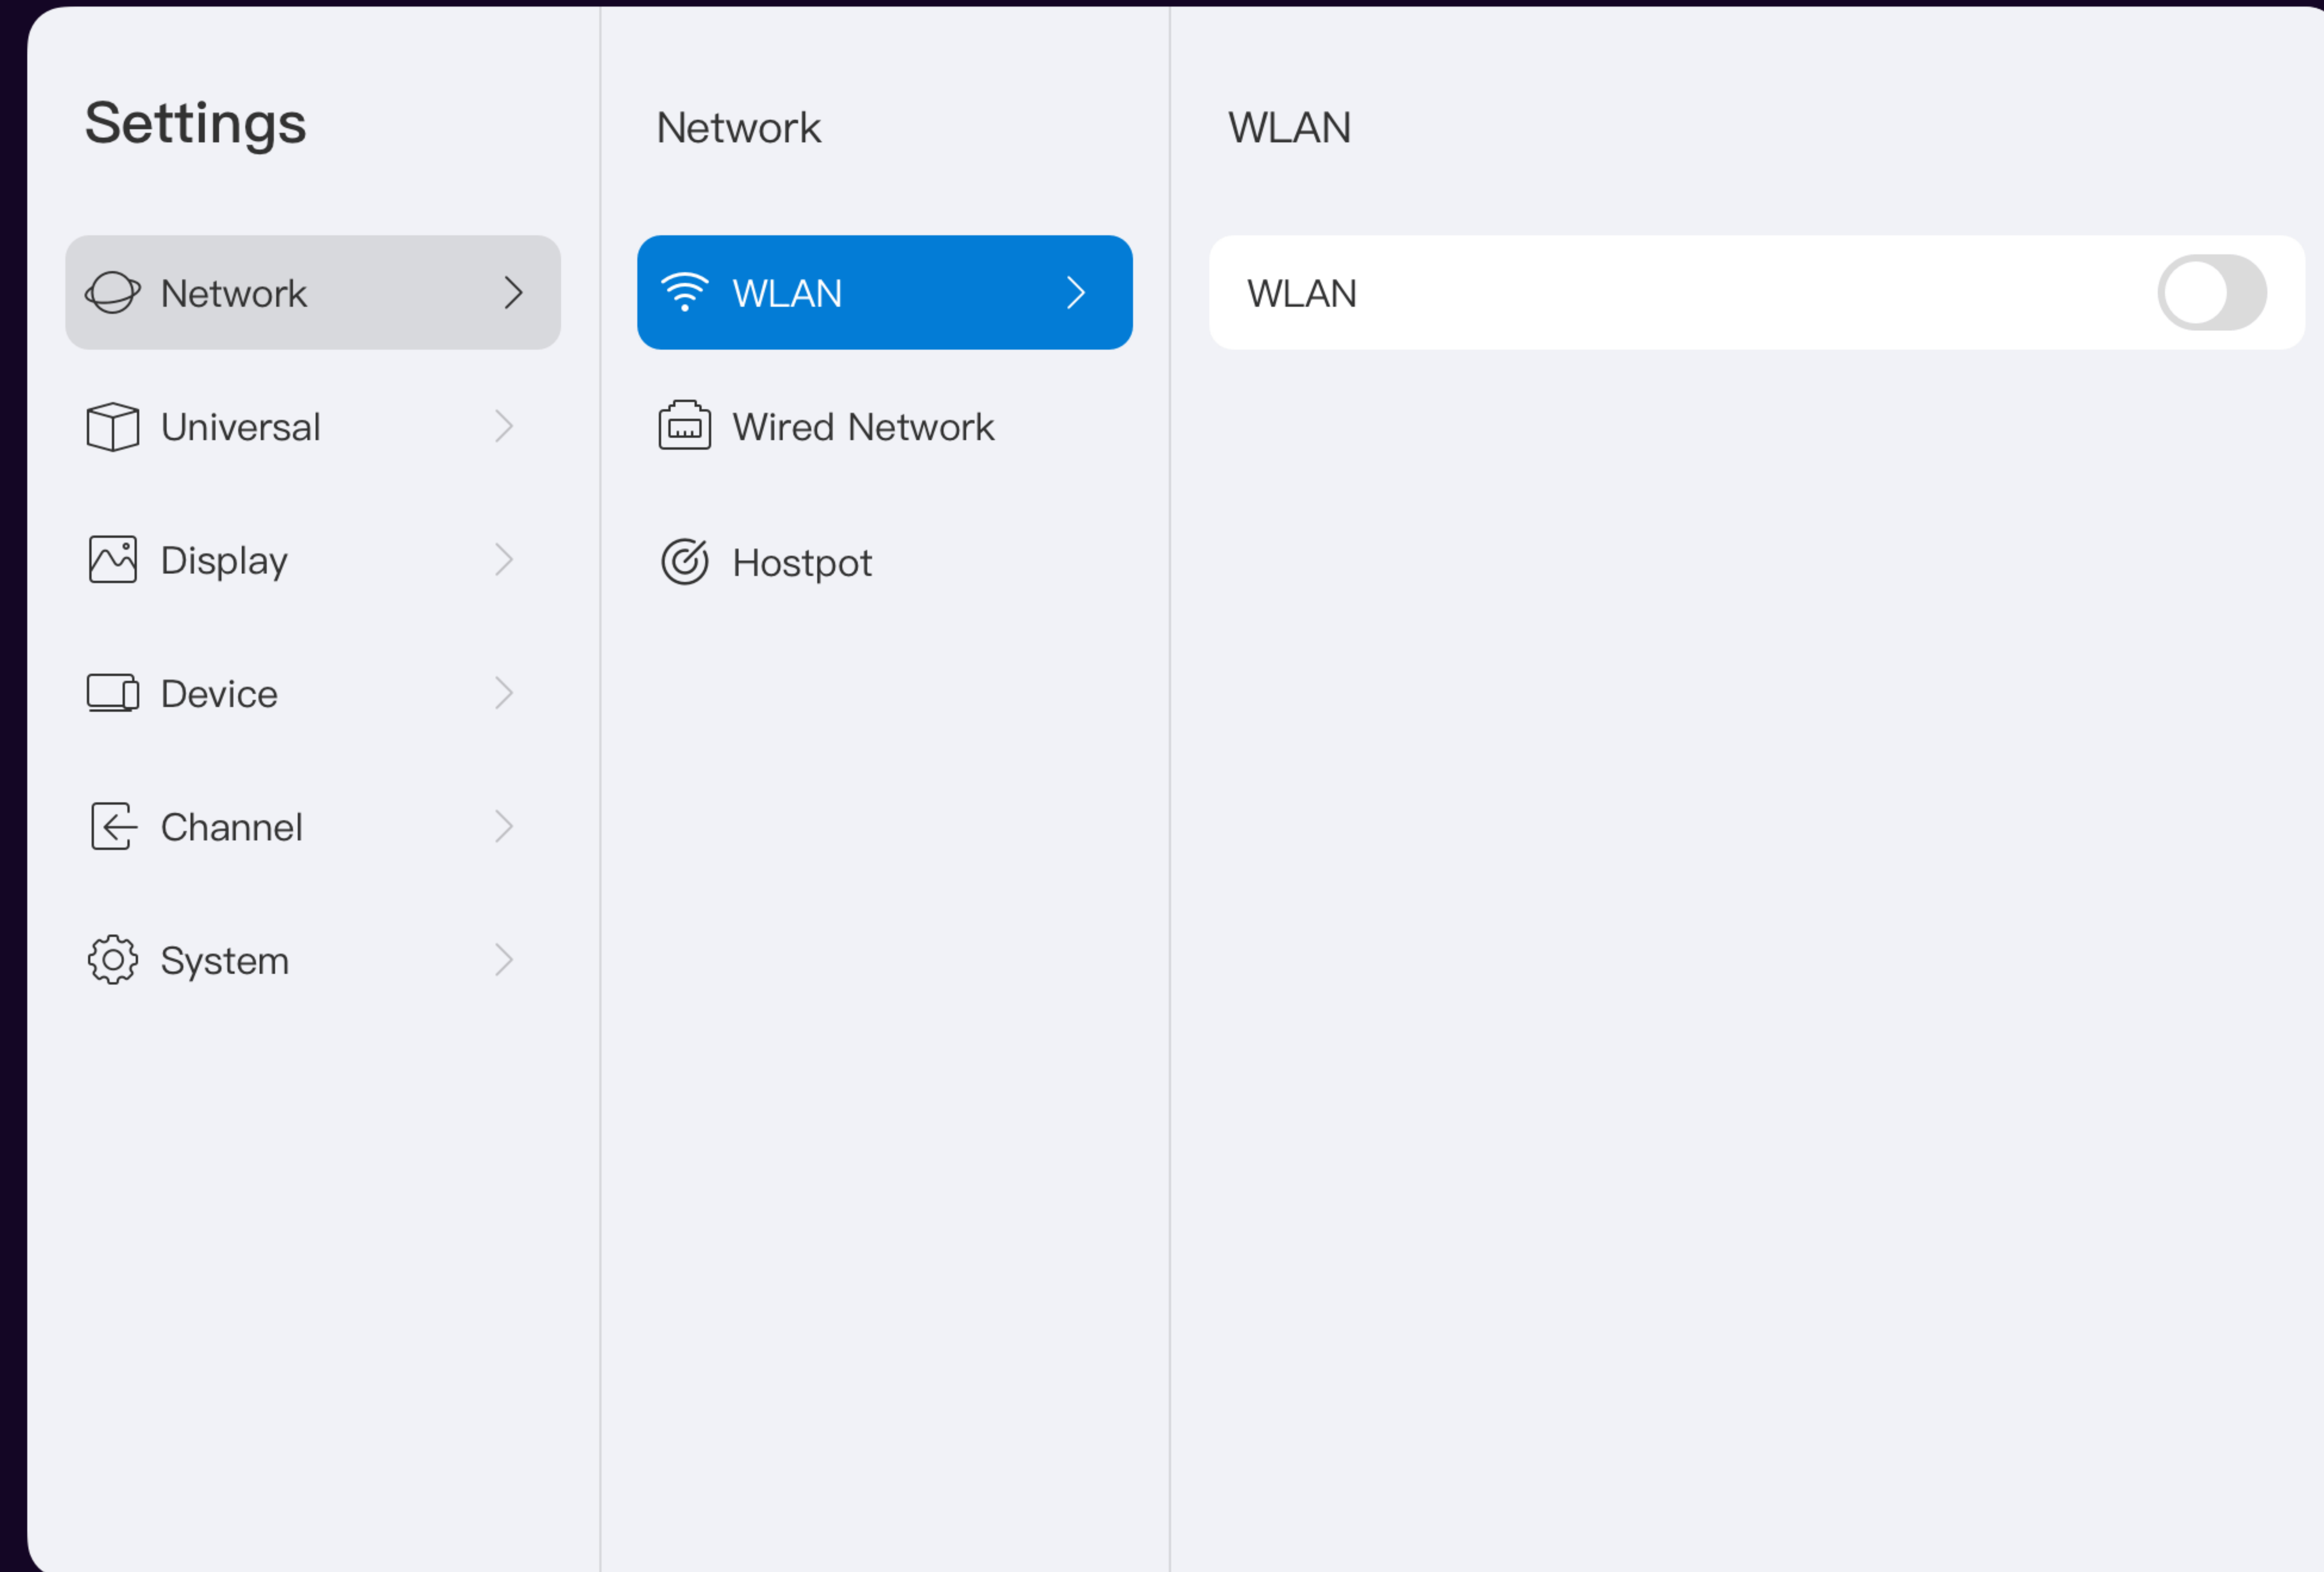 Settings
Network
Universal
Display
Device
Channel
System
Network
WLAN
Wired Network
Hostpot
WLAN
WLAN